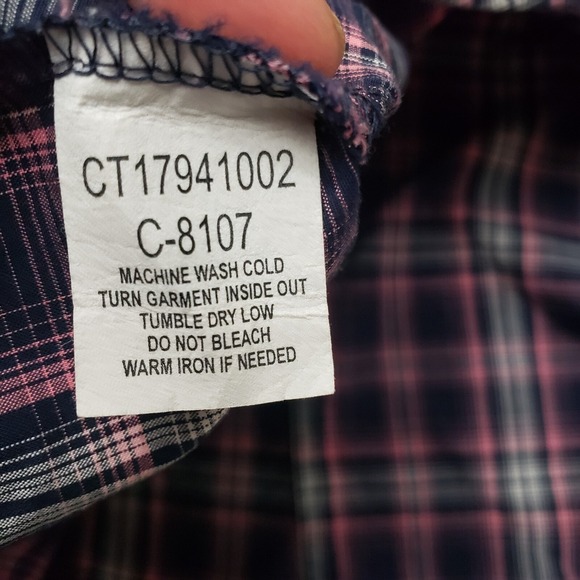 CT17941002
C-8107
MACHINE WASH COLD
TURN GARMENT INSIDE OUT
TUMBLE DRY LOW
DO NOT BLEACH
WARM IRON IF NEEDED